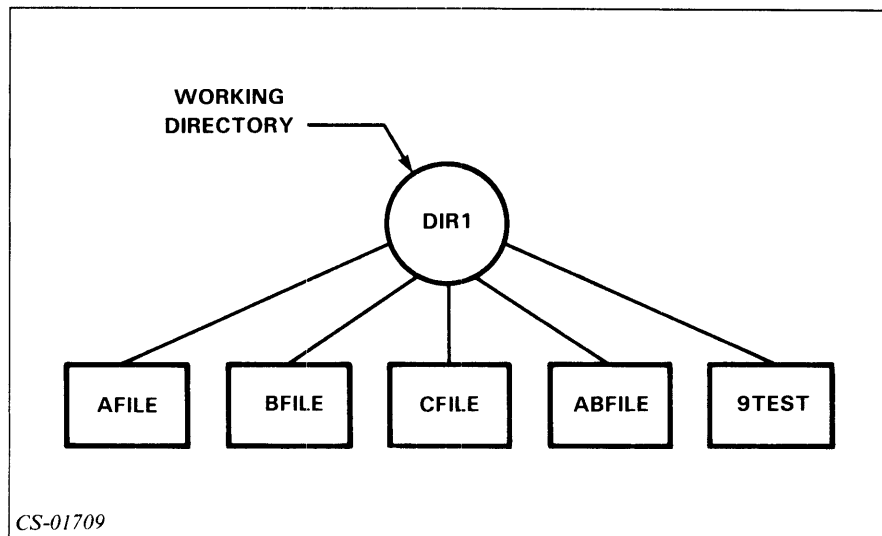 WORKING
DIRECTORY
DIR1
AFILE
BFILE
CFILE
ABFILE
9TEST
CS-01709